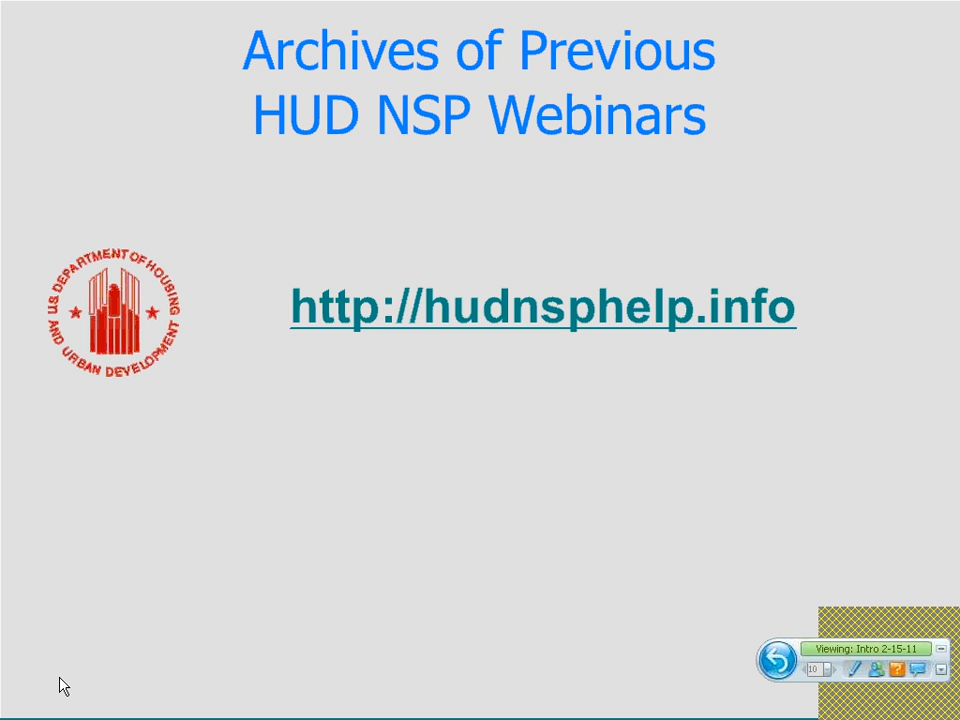 Archives of Previous
HUD NSP Webinars
U.S. DEPARTMENT OF HOUSING
AND URBAN DEVELOPMENT
http://hudnsphelp.info
Viewing: Intro 2-15-11
10